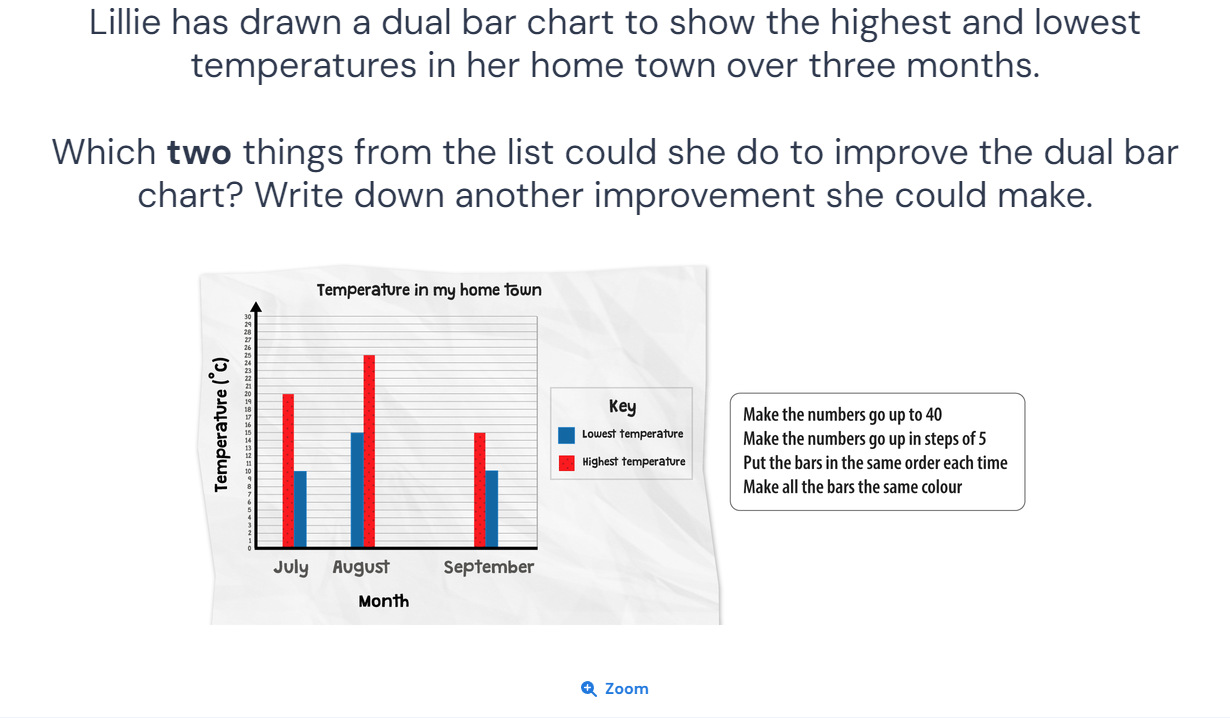 Lillie has drawn a dual bar chart to show the highest and lowest
temperatures in her home town over three months.
Which two things from the list could she do to improve the dual bar
chart? Write down another improvement she could make.
Temperature in my home town
Temperature (°C)
30
29
28
27
26
25
24
23
22
21
20
19
18
17
16
15
14
13
12
11
10
9
8
7
6
5
4
3
2
1
0
July August September
Month
Key
Lowest temperature
Highest temperature
Make the numbers go up to 40
Make the numbers go up in steps of 5
Put the bars in the same order each time
Make all the bars the same colour
Zoom